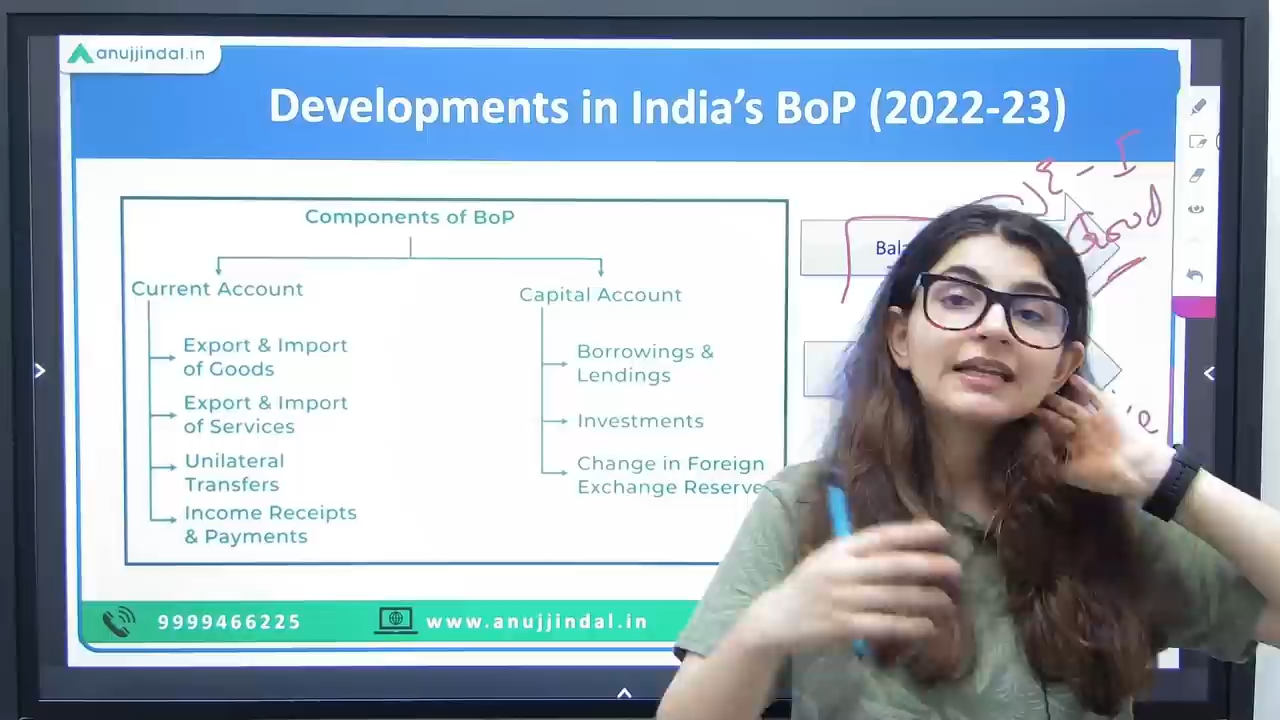 anujjindal.in
Developments in India's BoP (2022-23)
Components of BoP
Current Account
Export & Import
of Goods
Export & Import
of Services
Unilateral
Transfers
Income Receipts
& Payments
Capital Account
Borrowings &
Lendings
Investments
Change in Foreign
Exchange Reserve
Bala
E - I
Good
9999466225
www.anujjindal.in